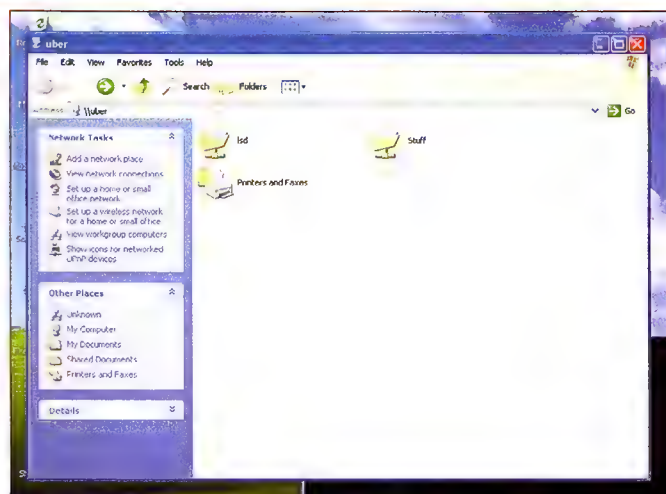 uber
File Edit View Favorites Tools Help
Search Folders
\\uber
Go
Network Tasks
Add a network place
View network connections
Set up a home or small
office network
Set up a wireless network
for a home or small office
View workgroup computers
Show icons for networked
UPnP devices
Other Places
Unknown
My Computer
My Documents
Shared Documents
Printers and Faxes
Details
lsd
Stuff
Printers and Faxes